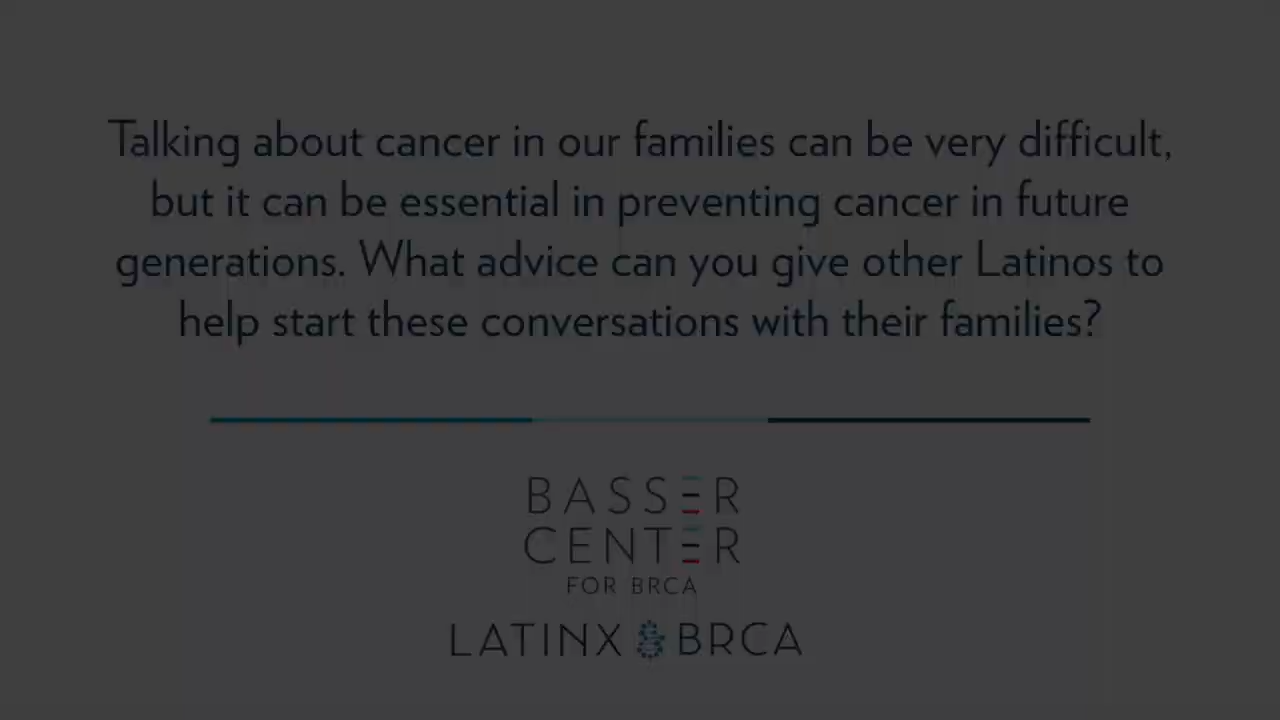 Talking about cancer in our families can be very difficult,
but it can be essential in preventing cancer in future
generations. What advice can you give other Latinos to
help start these conversations with their families?
BASSER
CENTER
FOR BRCA
LATINX & BRCA